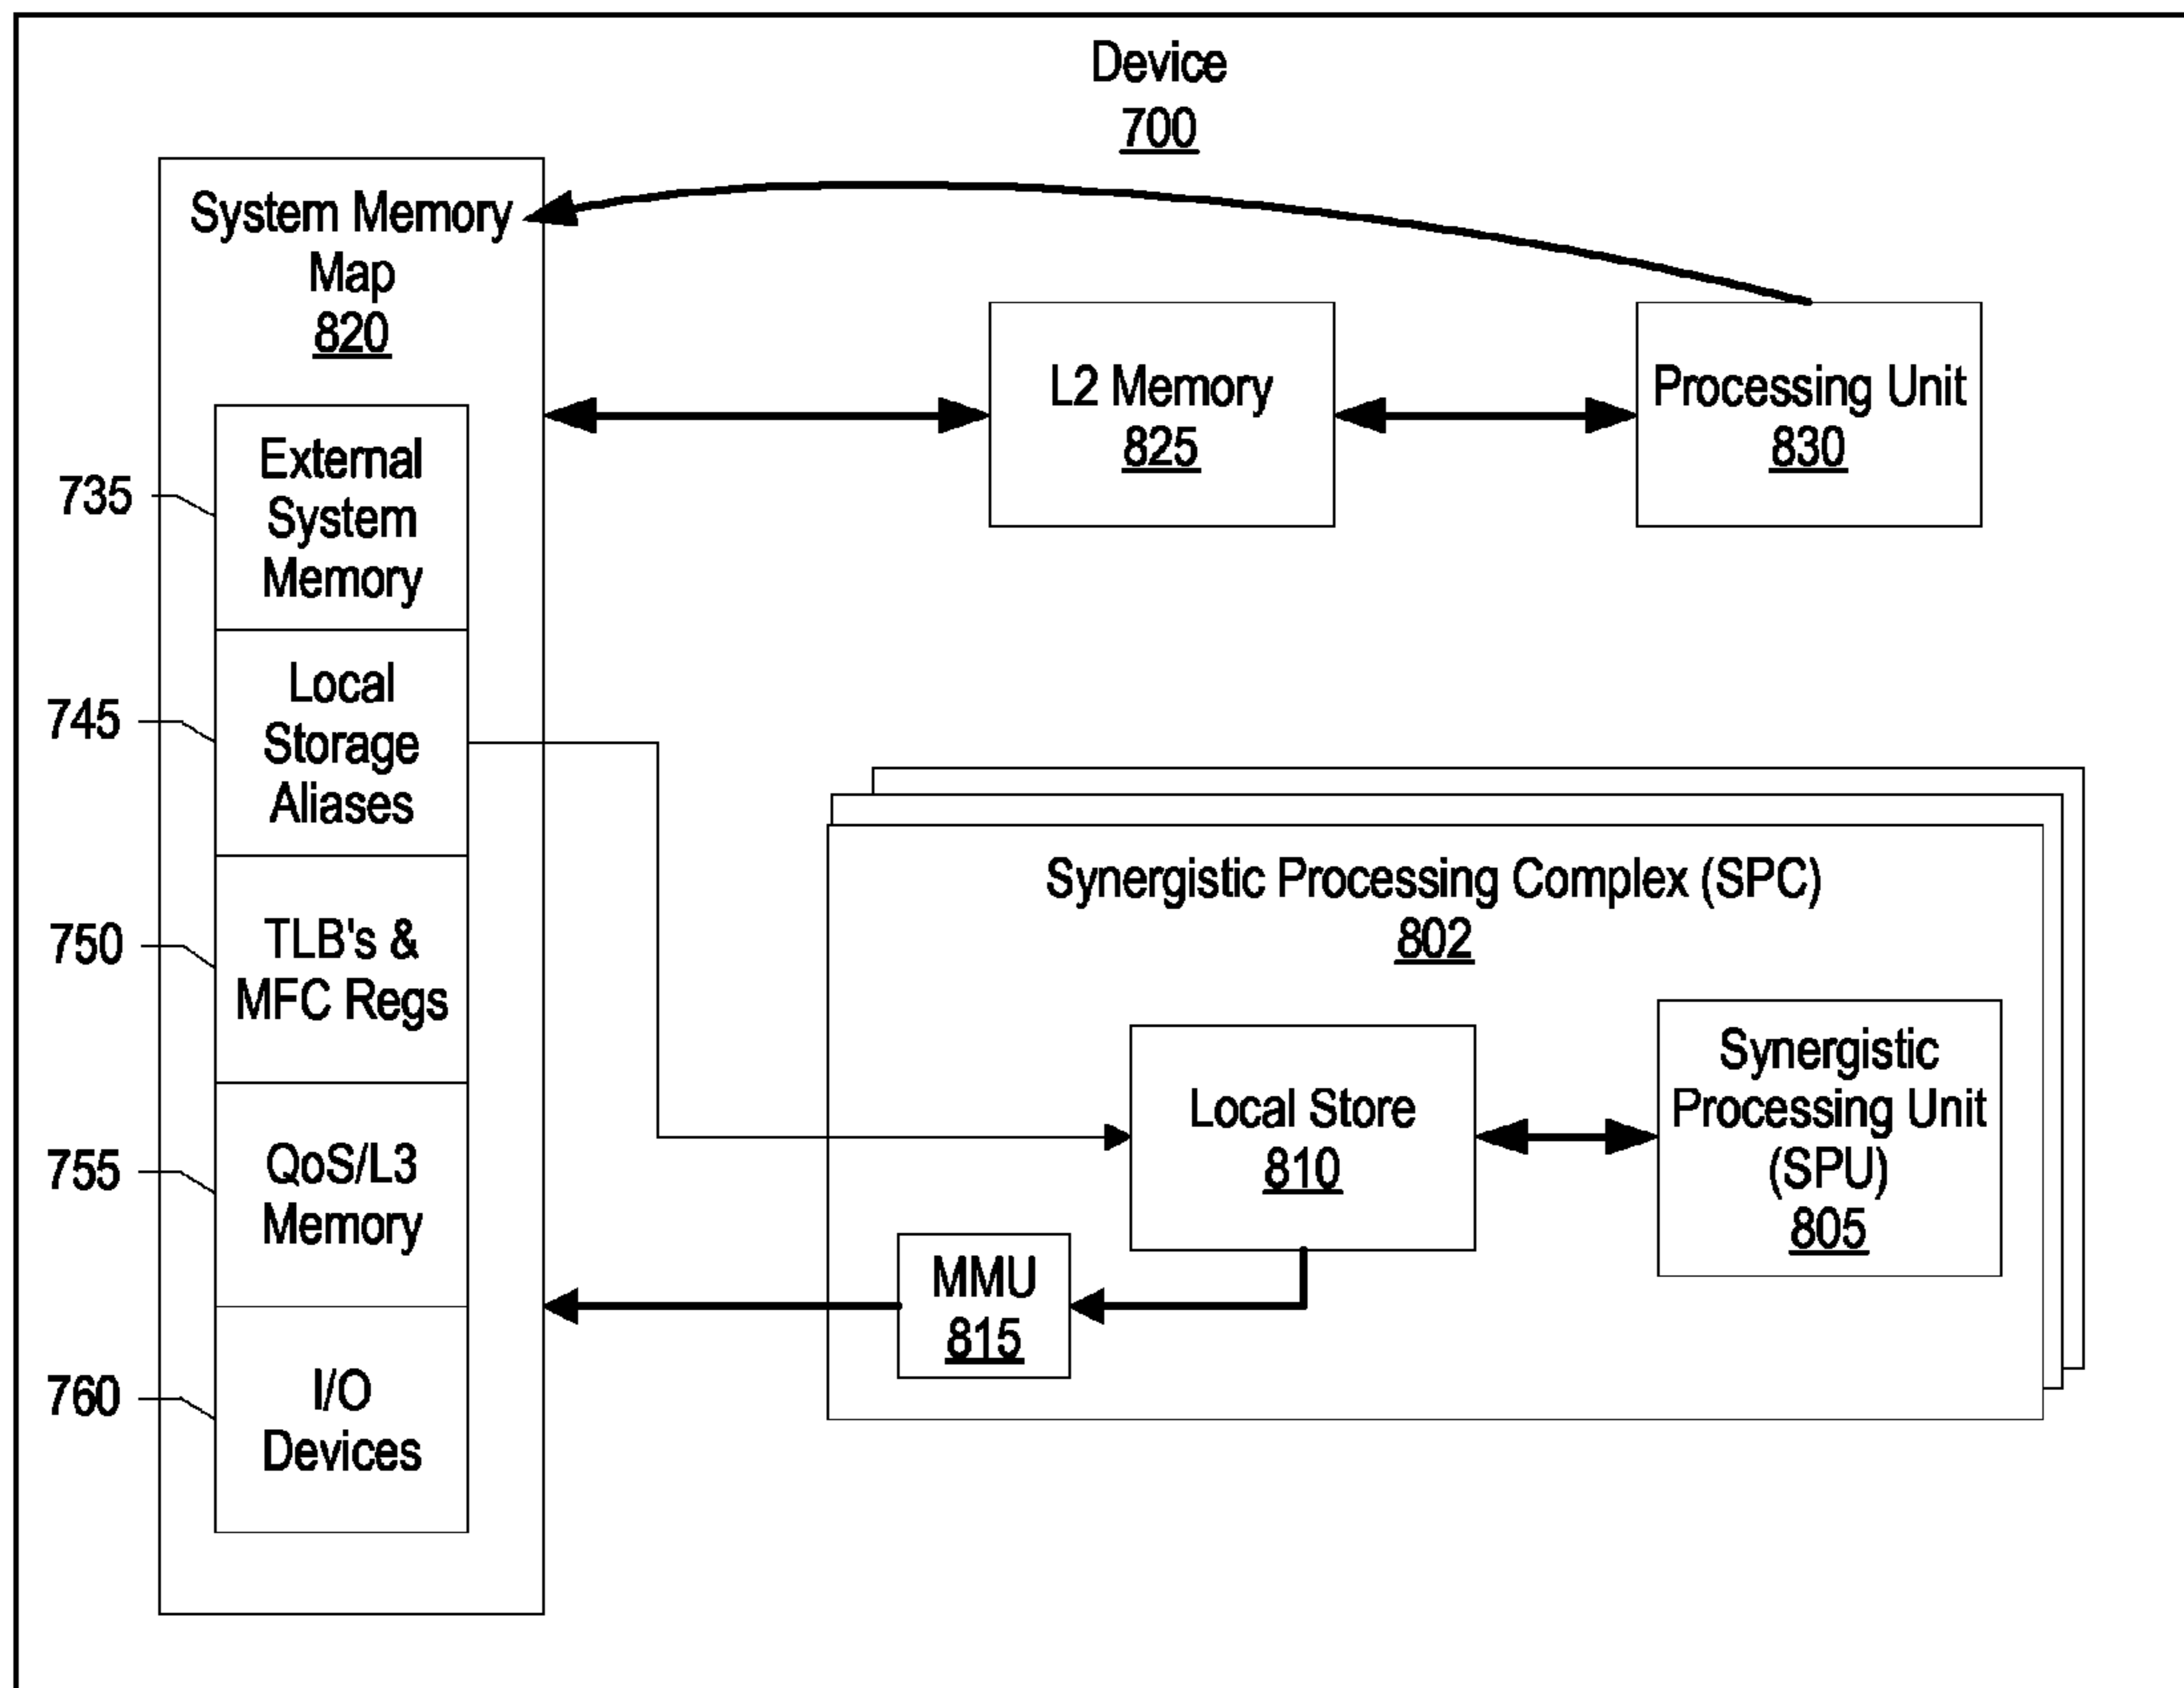 Device
700
System Memory
Map
820
L2 Memory
825
Processing Unit
830
735
External
System
Memory
745
Local
Storage
Aliases
750
TLB's &
MFC Regs
755
QoS/L3
Memory
760
I/O
Devices
Synergistic Processing Complex (SPC)
802
Local Store
810
Synergistic
Processing Unit
(SPU)
805
MMU
815